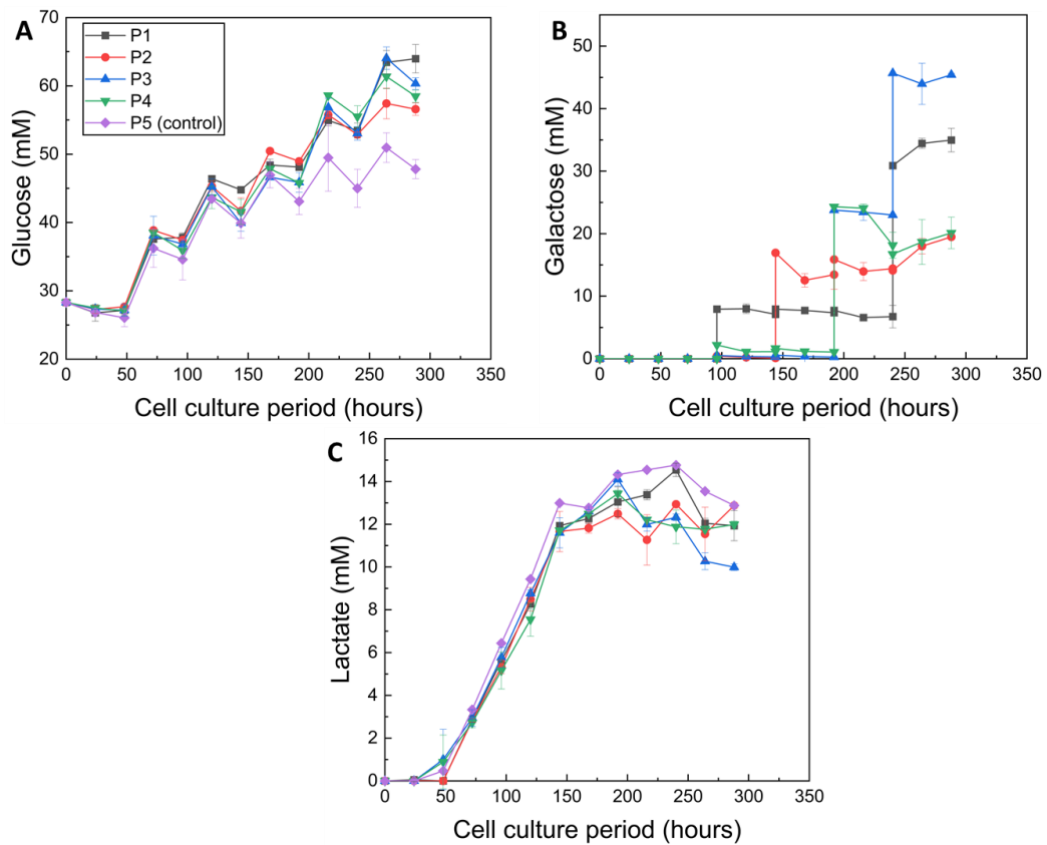 A
Glucose (mM)
70
60
50
40
30
20
P1
P2
P3
P4
P5 (control)
0 50 100 150 200 250 300 350
Cell culture period (hours)
B
Galactose (mM)
50
40
30
20
10
0
0 50 100 150 200 250 300 350
Cell culture period (hours)
C
Lactate (mM)
16
14
12
10
8
6
4
2
0
0 50 100 150 200 250 300 350
Cell culture period (hours)